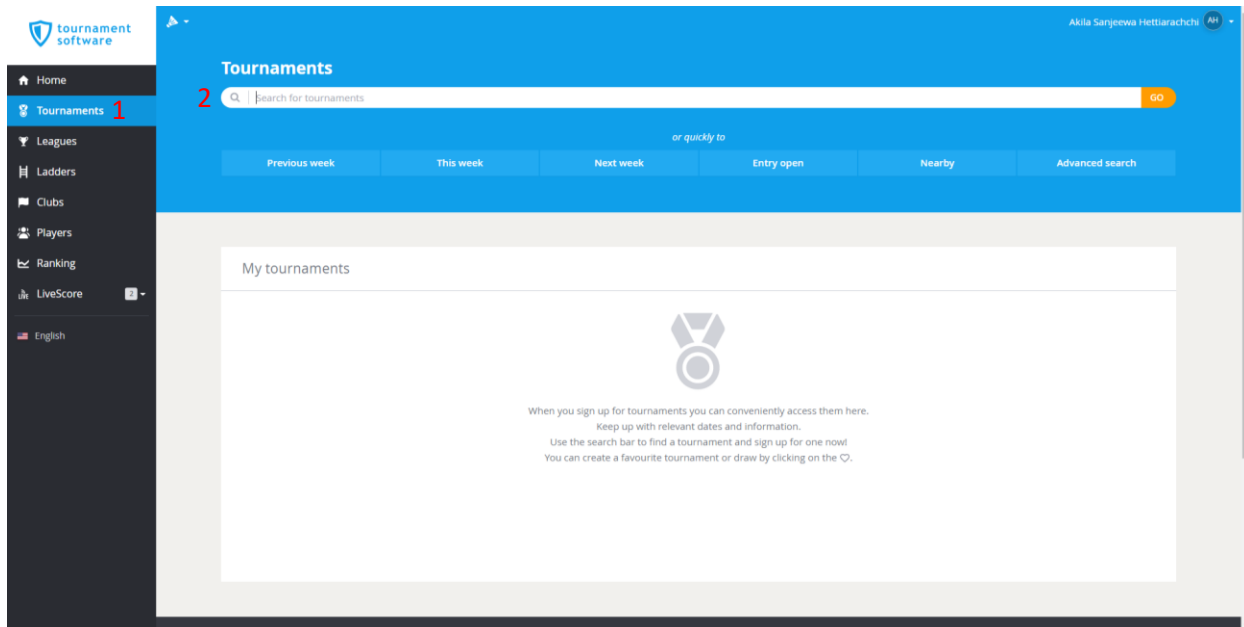 tournament
software
Akila Sanjeewa Hettiarachchi AH
Home
Tournaments 1
Leagues
Ladders
Clubs
Players
Ranking
LIVE LiveScore 2
English
Tournaments
2 Search for tournaments GO
or quickly to
Previous week This week Next week Entry open Nearby Advanced search
My tournaments
When you sign up for tournaments you can conveniently access them here.
Keep up with relevant dates and information.
Use the search bar to find a tournament and sign up for one now!
You can create a favourite tournament or draw by clicking on the ♡.